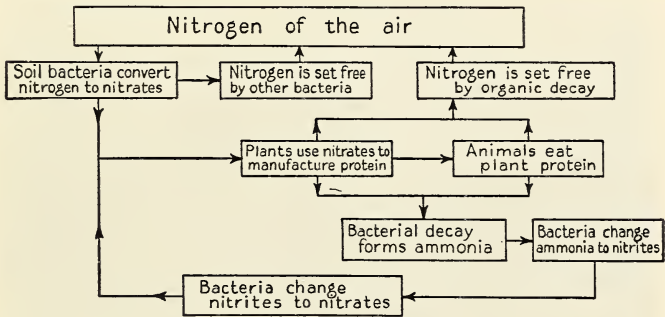 Nitrogen of the air
Soil bacteria convert
nitrogen to nitrates
Nitrogen is set free
by other bacteria
Nitrogen is set free
by organic decay
Plants use nitrates to
manufacture protein
Animals eat
plant protein
Bacterial decay
forms ammonia
Bacteria change
ammonia to nitrites
Bacteria change
nitrites to nitrates